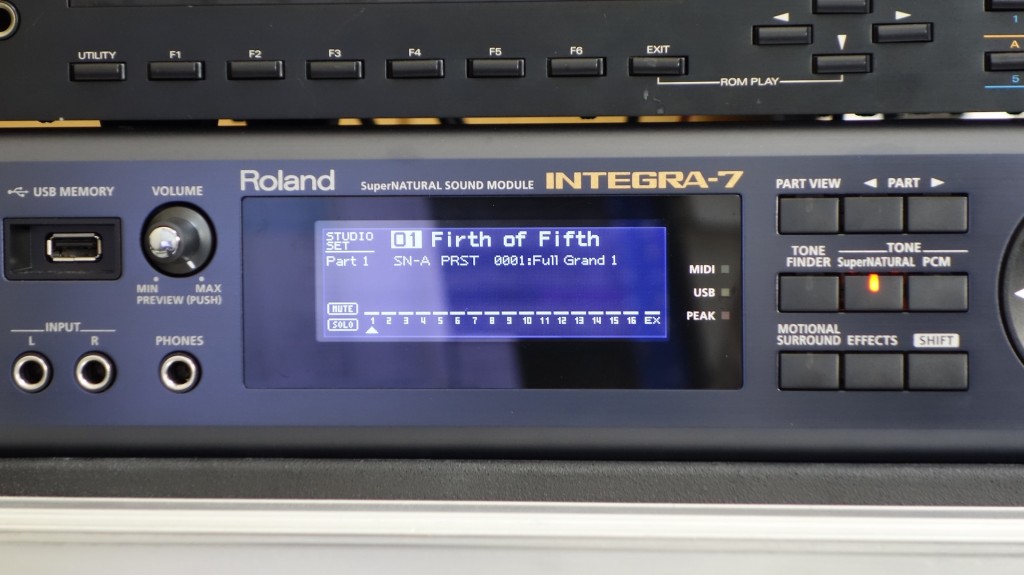 UTILITY F1 F2 F3 F4 F5 F6 EXIT
ROM PLAY
1
A
5
USB MEMORY VOLUME
MIN MAX
PREVIEW (PUSH)
INPUT
L R PHONES
Roland SuperNATURAL SOUND MODULE INTEGRA-7
STUDIO SET 01 Firth of Fifth
Part 1 SN-A PRST 0001:Full Grand 1
MUTE
SOLO
1 2 3 4 5 6 7 8 9 10 11 12 13 14 15 16 EX
MIDI
USB
PEAK
PART VIEW PART
TONE FINDER TONE
SuperNATURAL PCM
MOTIONAL SURROUND EFFECTS SHIFT